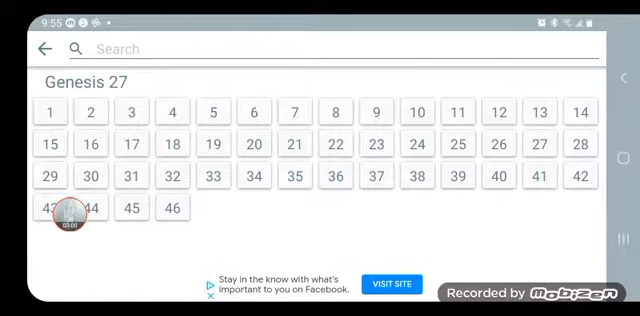 9:55
Search
Genesis 27
1 2 3 4 5 6 7 8 9 10 11 12 13 14
15 16 17 18 19 20 21 22 23 24 25 26 27 28
29 30 31 32 33 34 35 36 37 38 39 40 41 42
43 44 45 46
03:00
Stay in the know with what's
important to you on Facebook.
VISIT SITE
Recorded by MOBIZEN